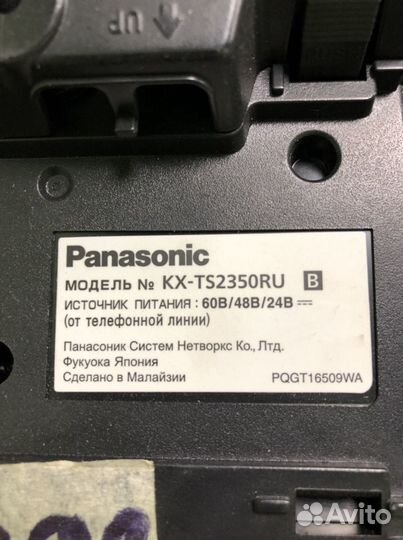 UP
Panasonic
МОДЕЛЬ № KX-TS2350RU B
ИСТОЧНИК ПИТАНИЯ : 60В/48В/24В ⎓
(от телефонной линии)
Панасоник Систем Нетворкс Ко., Лтд.
Фукуока Япония
Сделано в Малайзии
PQGT16509WA
Avito